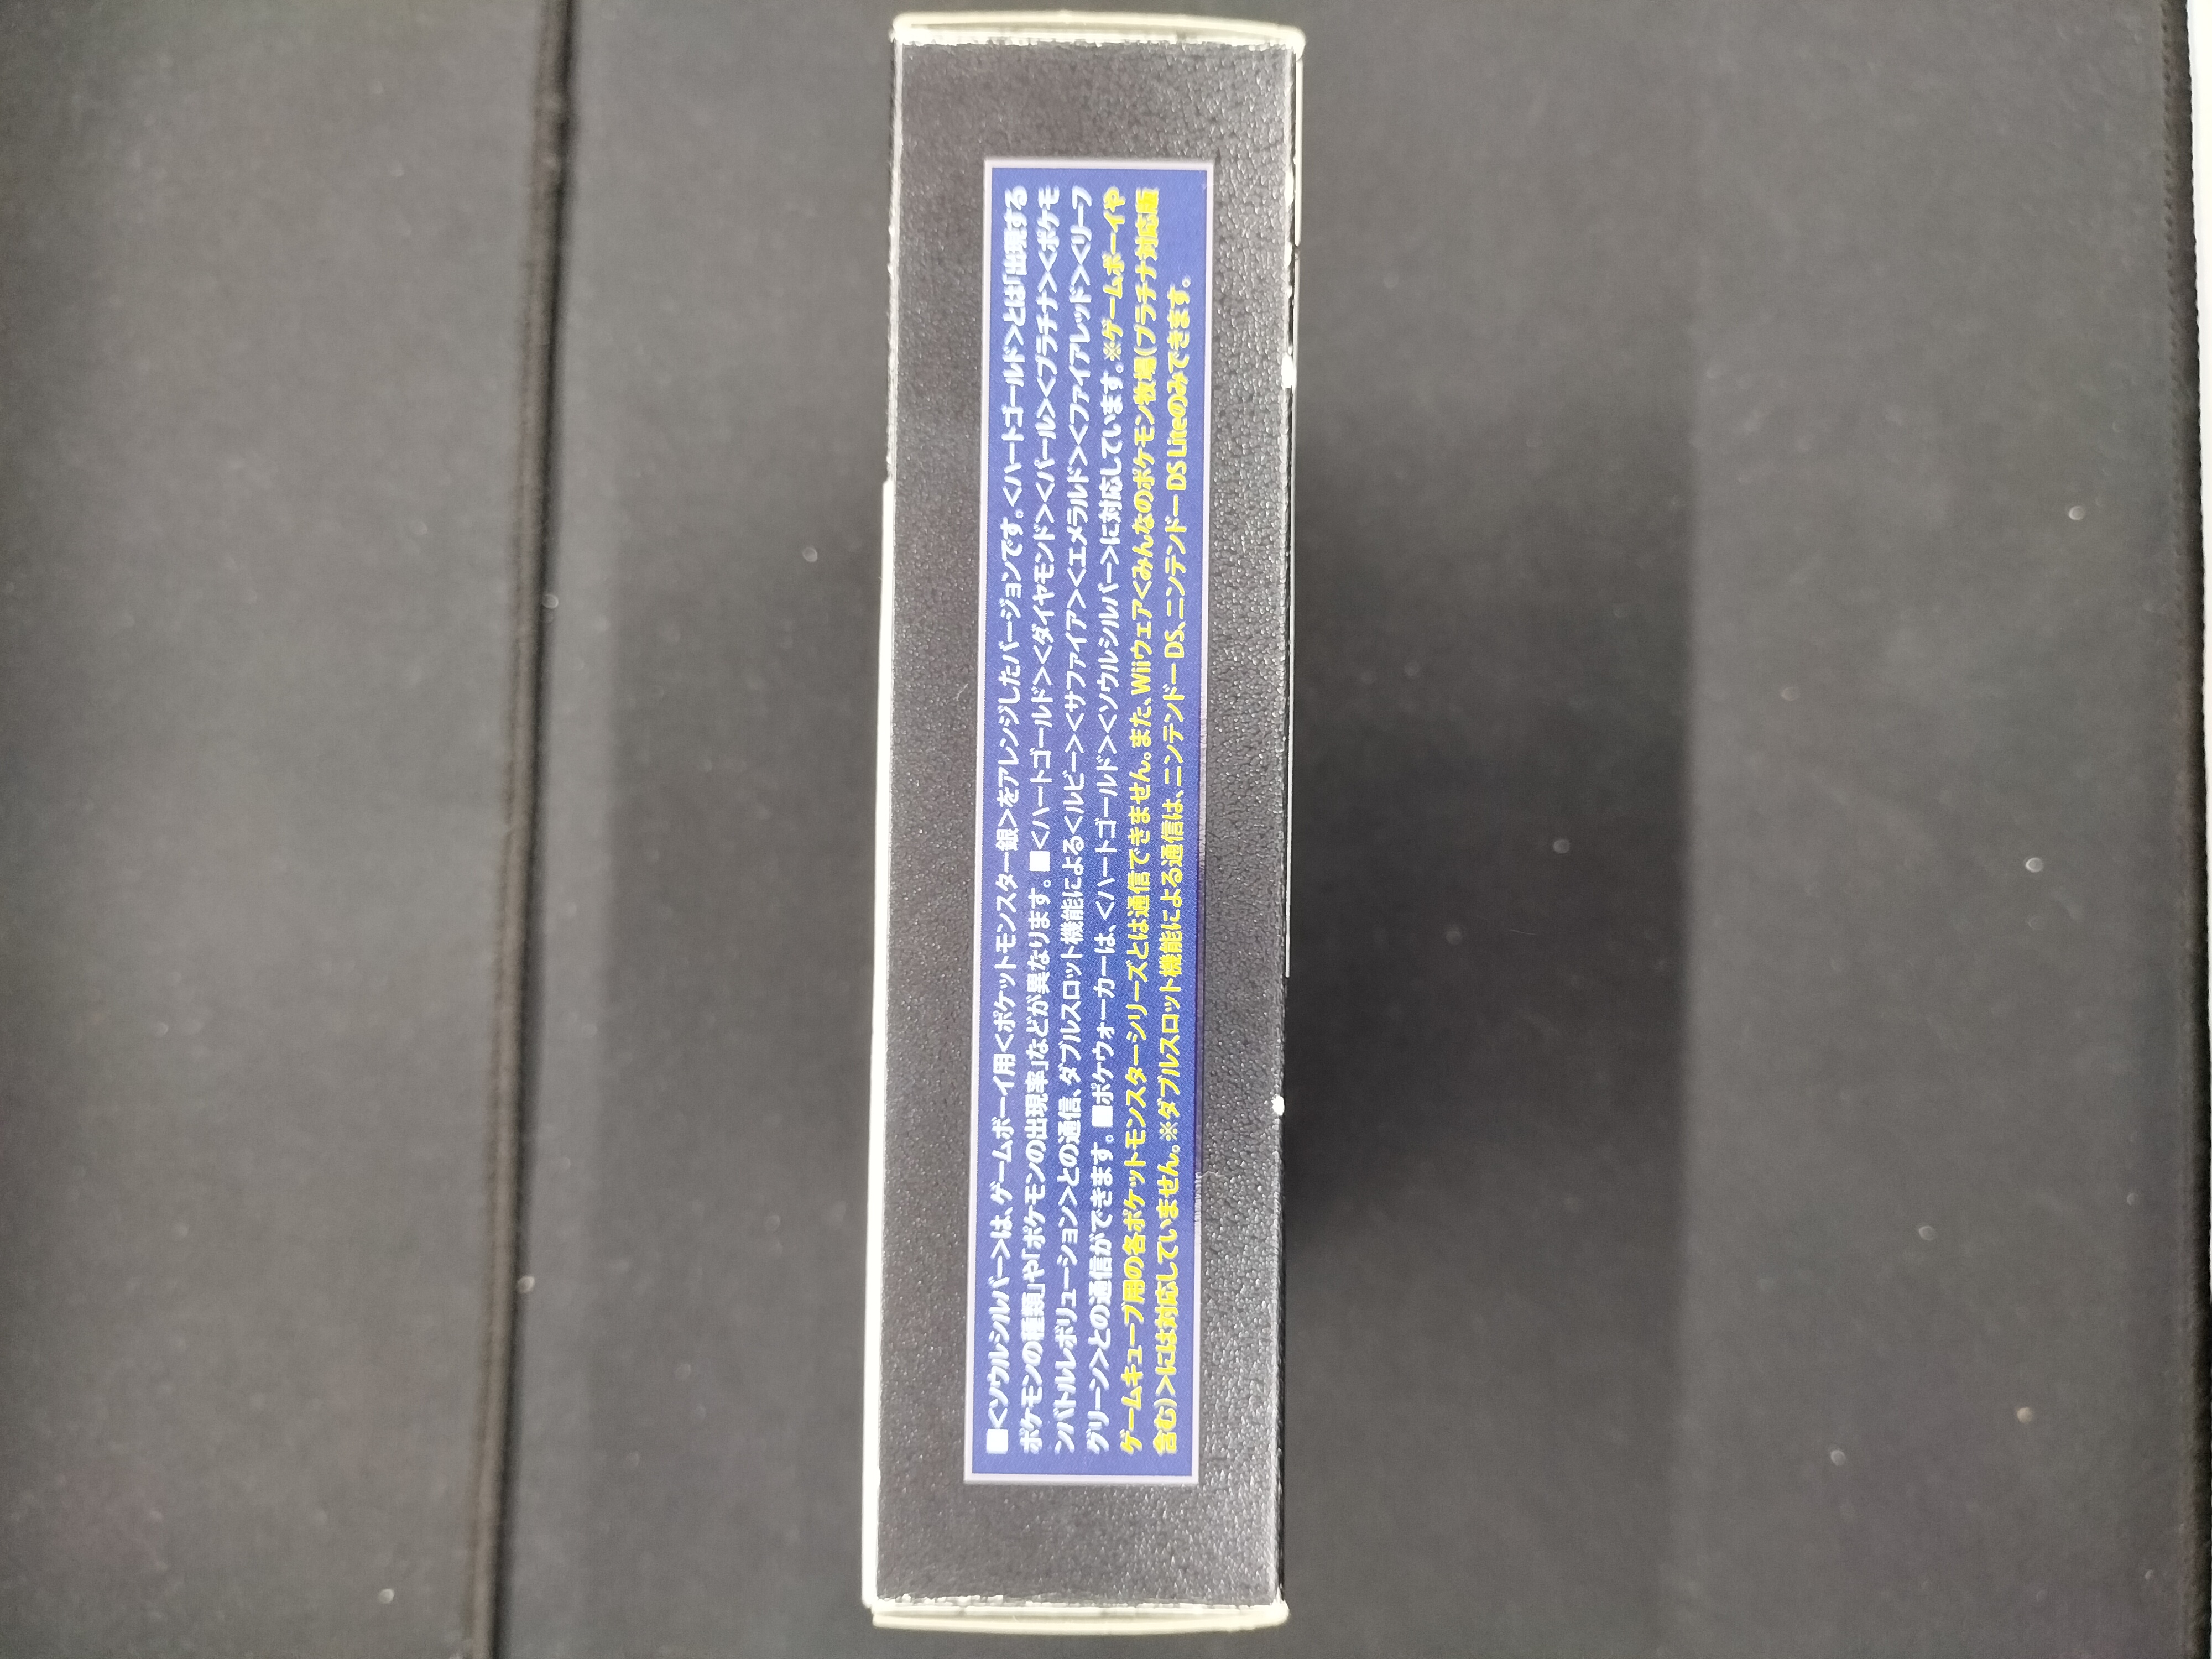 ■<ソウルシルバー>は、ゲームボーイ用<ポケットモンスター銀>をアレンジしたバージョンです。<ハートゴールド>とは「出現する
ポケモンの種類」や「ポケモンの出現率」などが異なります。■<ハートゴールド><ダイヤモンド><パール><プラチナ><ポケモ
ンバトルレボリューション>との通信、ダブルスロット機能による<ルビー><サファイア><エメラルド><ファイアレッド><リーフ
グリーン>との通信ができます。■ポケウォーカーは、<ハートゴールド><ソウルシルバー>に対応しています。※ゲームボーイや
ゲームキューブ用の各ポケットモンスターシリーズとは通信できません。また、Wiiウェア<みんなのポケモン牧場(プラチナ対応版
含む)>には対応していません。※ダブルスロット機能による通信は、ニンテンドーDS、ニンテンドーDS Liteのみできます。